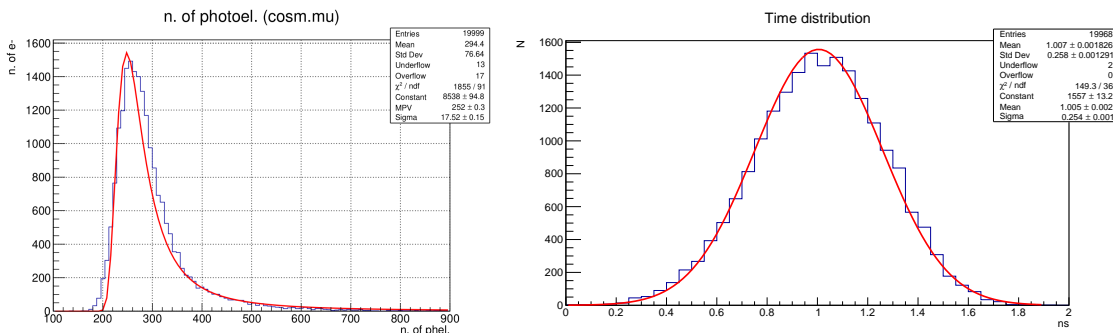 n. of photoel. (cosm.mu)
n. of e-
Entries 19999
Mean 294.4
Std Dev 76.64
Underflow 13
Overflow 17
χ² / ndf 1855 / 91
Constant 8538 ± 94.8
MPV 252 ± 0.3
Sigma 17.52 ± 0.15
1600
1400
1200
1000
800
600
400
200
0
100 200 300 400 500 600 700 800 900
n. of phel.
Time distribution
N
Entries 19968
Mean 1.007 ± 0.001826
Std Dev 0.258 ± 0.001291
Underflow 2
Overflow 0
χ² / ndf 149.3 / 36
Constant 1557 ± 13.2
Mean 1.005 ± 0.002
Sigma 0.254 ± 0.001
1600
1400
1200
1000
800
600
400
200
0
0 0.2 0.4 0.6 0.8 1 1.2 1.4 1.6 1.8 2
ns